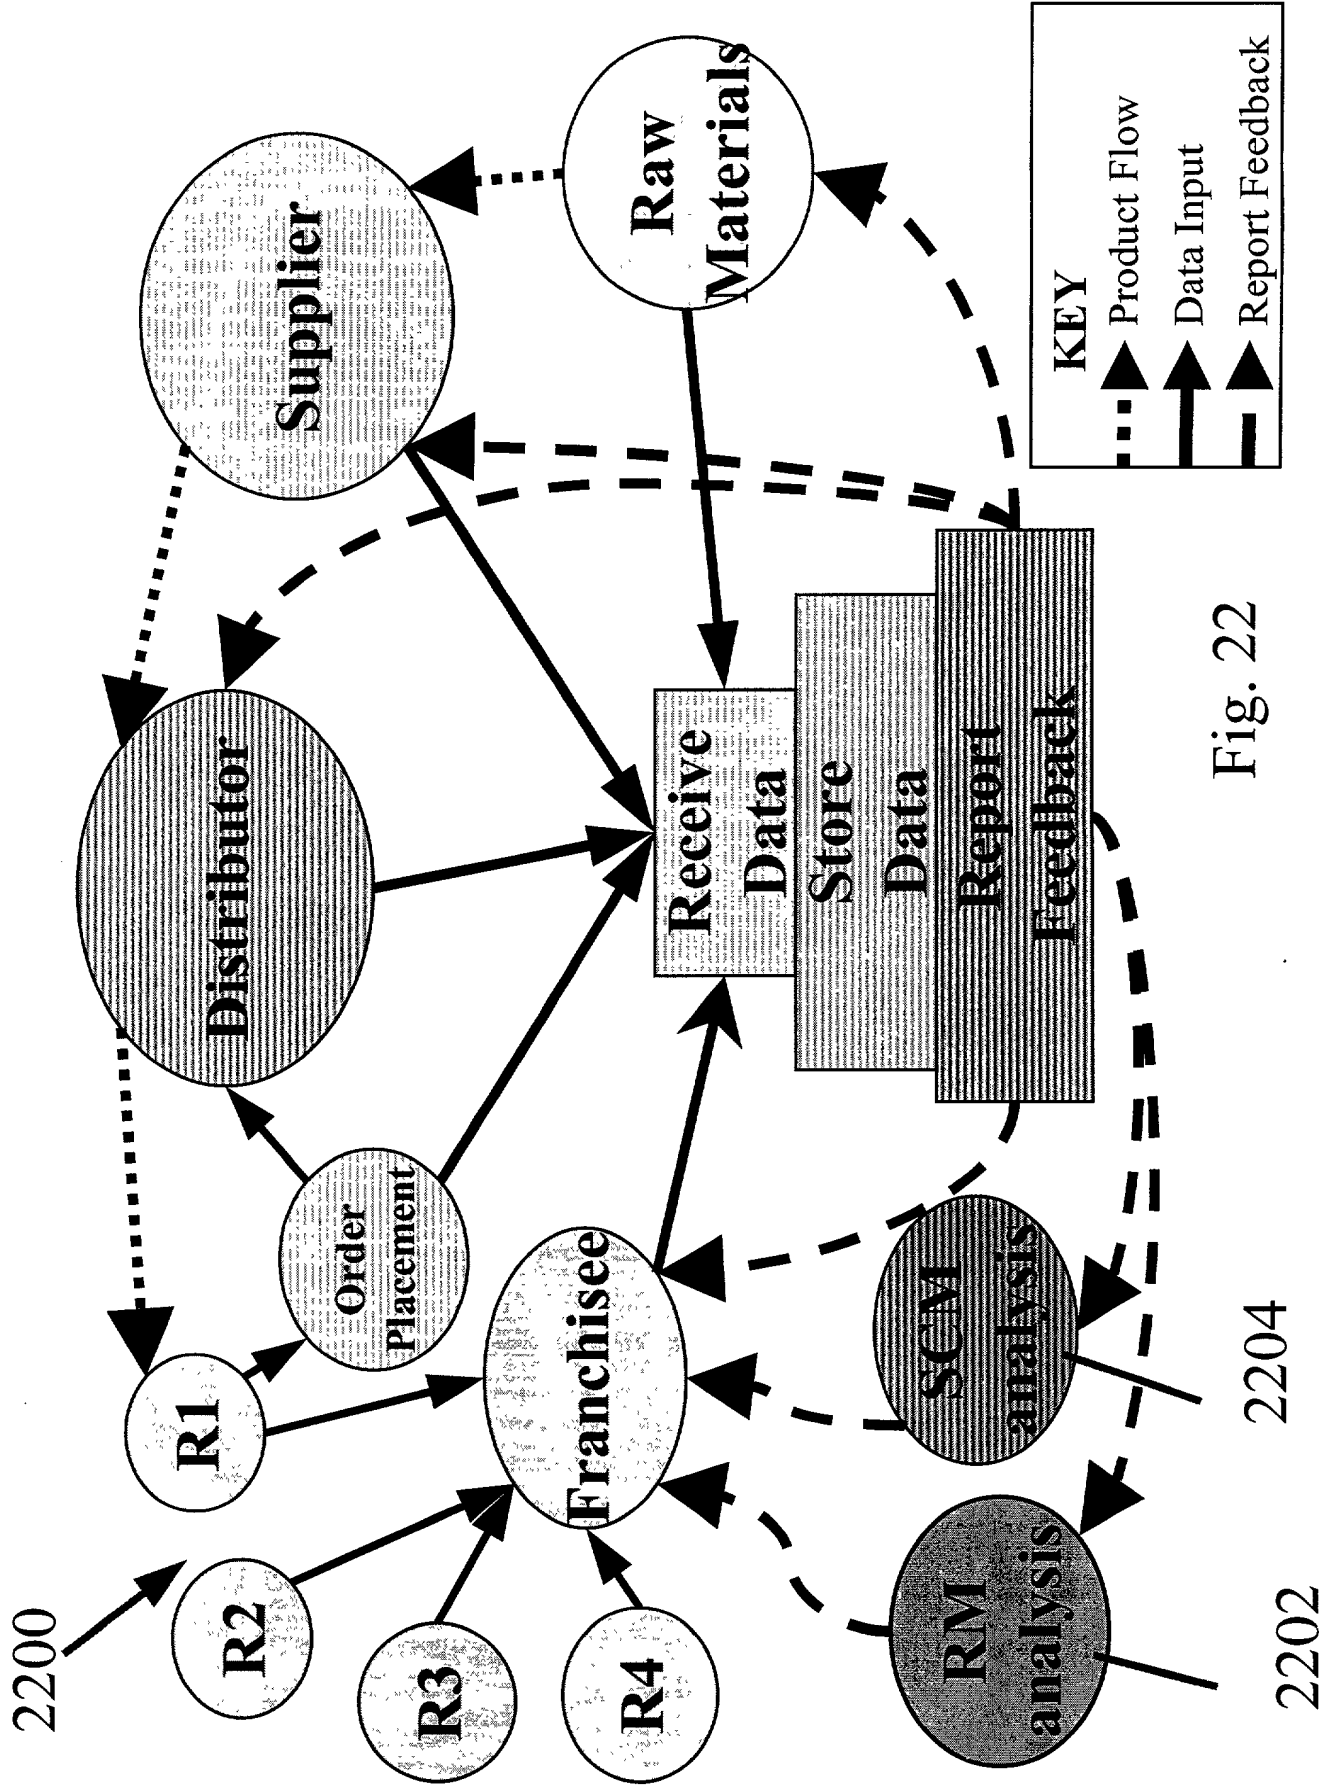 2200
R1
R2
R3
R4
Order
Placement
Franchisee
Distributor
Supplier
Raw
Materials
Receive
Data
Store
Data
Report
Feedback
SCM
analysis
RM
analysis
2202
2204
KEY
Product Flow
Data Input
Report Feedback
Fig. 22